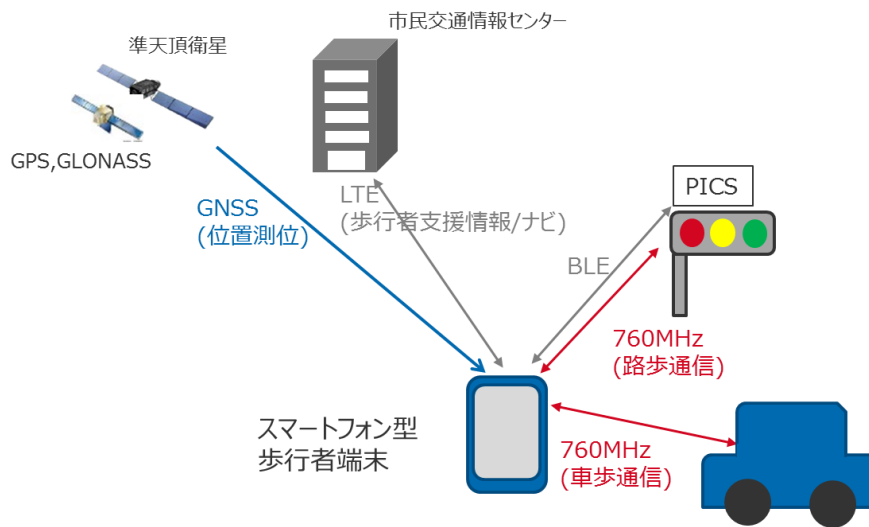 市民交通情報センター
準天頂衛星
GPS,GLONASS
GNSS
(位置測位)
LTE
(歩行者支援情報/ナビ)
PICS
BLE
760MHz
(路歩通信)
スマートフォン型
歩行者端末
760MHz
(車歩通信)